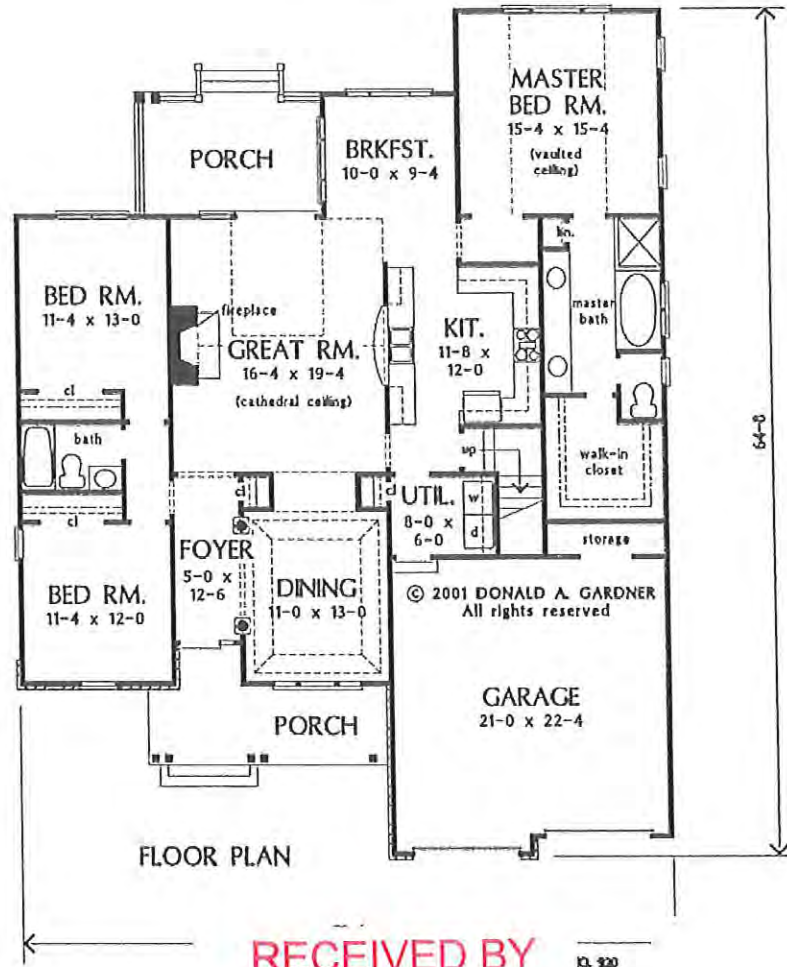 MASTER
BED RM.
15-4 x 15-4
(vaulted
ceiling)
PORCH
BRKFST.
10-0 x 9-4
lin.
BED RM.
11-4 x 13-0
fireplace
GREAT RM.
16-4 x 19-4
(cathedral ceiling)
KIT.
11-8 x
12-0
master
bath
cl
bath
up
walk-in
closet
64-8
cl
cl
cl
UTIL.
8-0 x
6-0
w
d
storage
FOYER
5-0 x
12-6
DINING
11-0 x 13-0
BED RM.
11-4 x 12-0
© 2001 DONALD A. GARDNER
All rights reserved
GARAGE
21-0 x 22-4
PORCH
FLOOR PLAN
RECEIVED BY